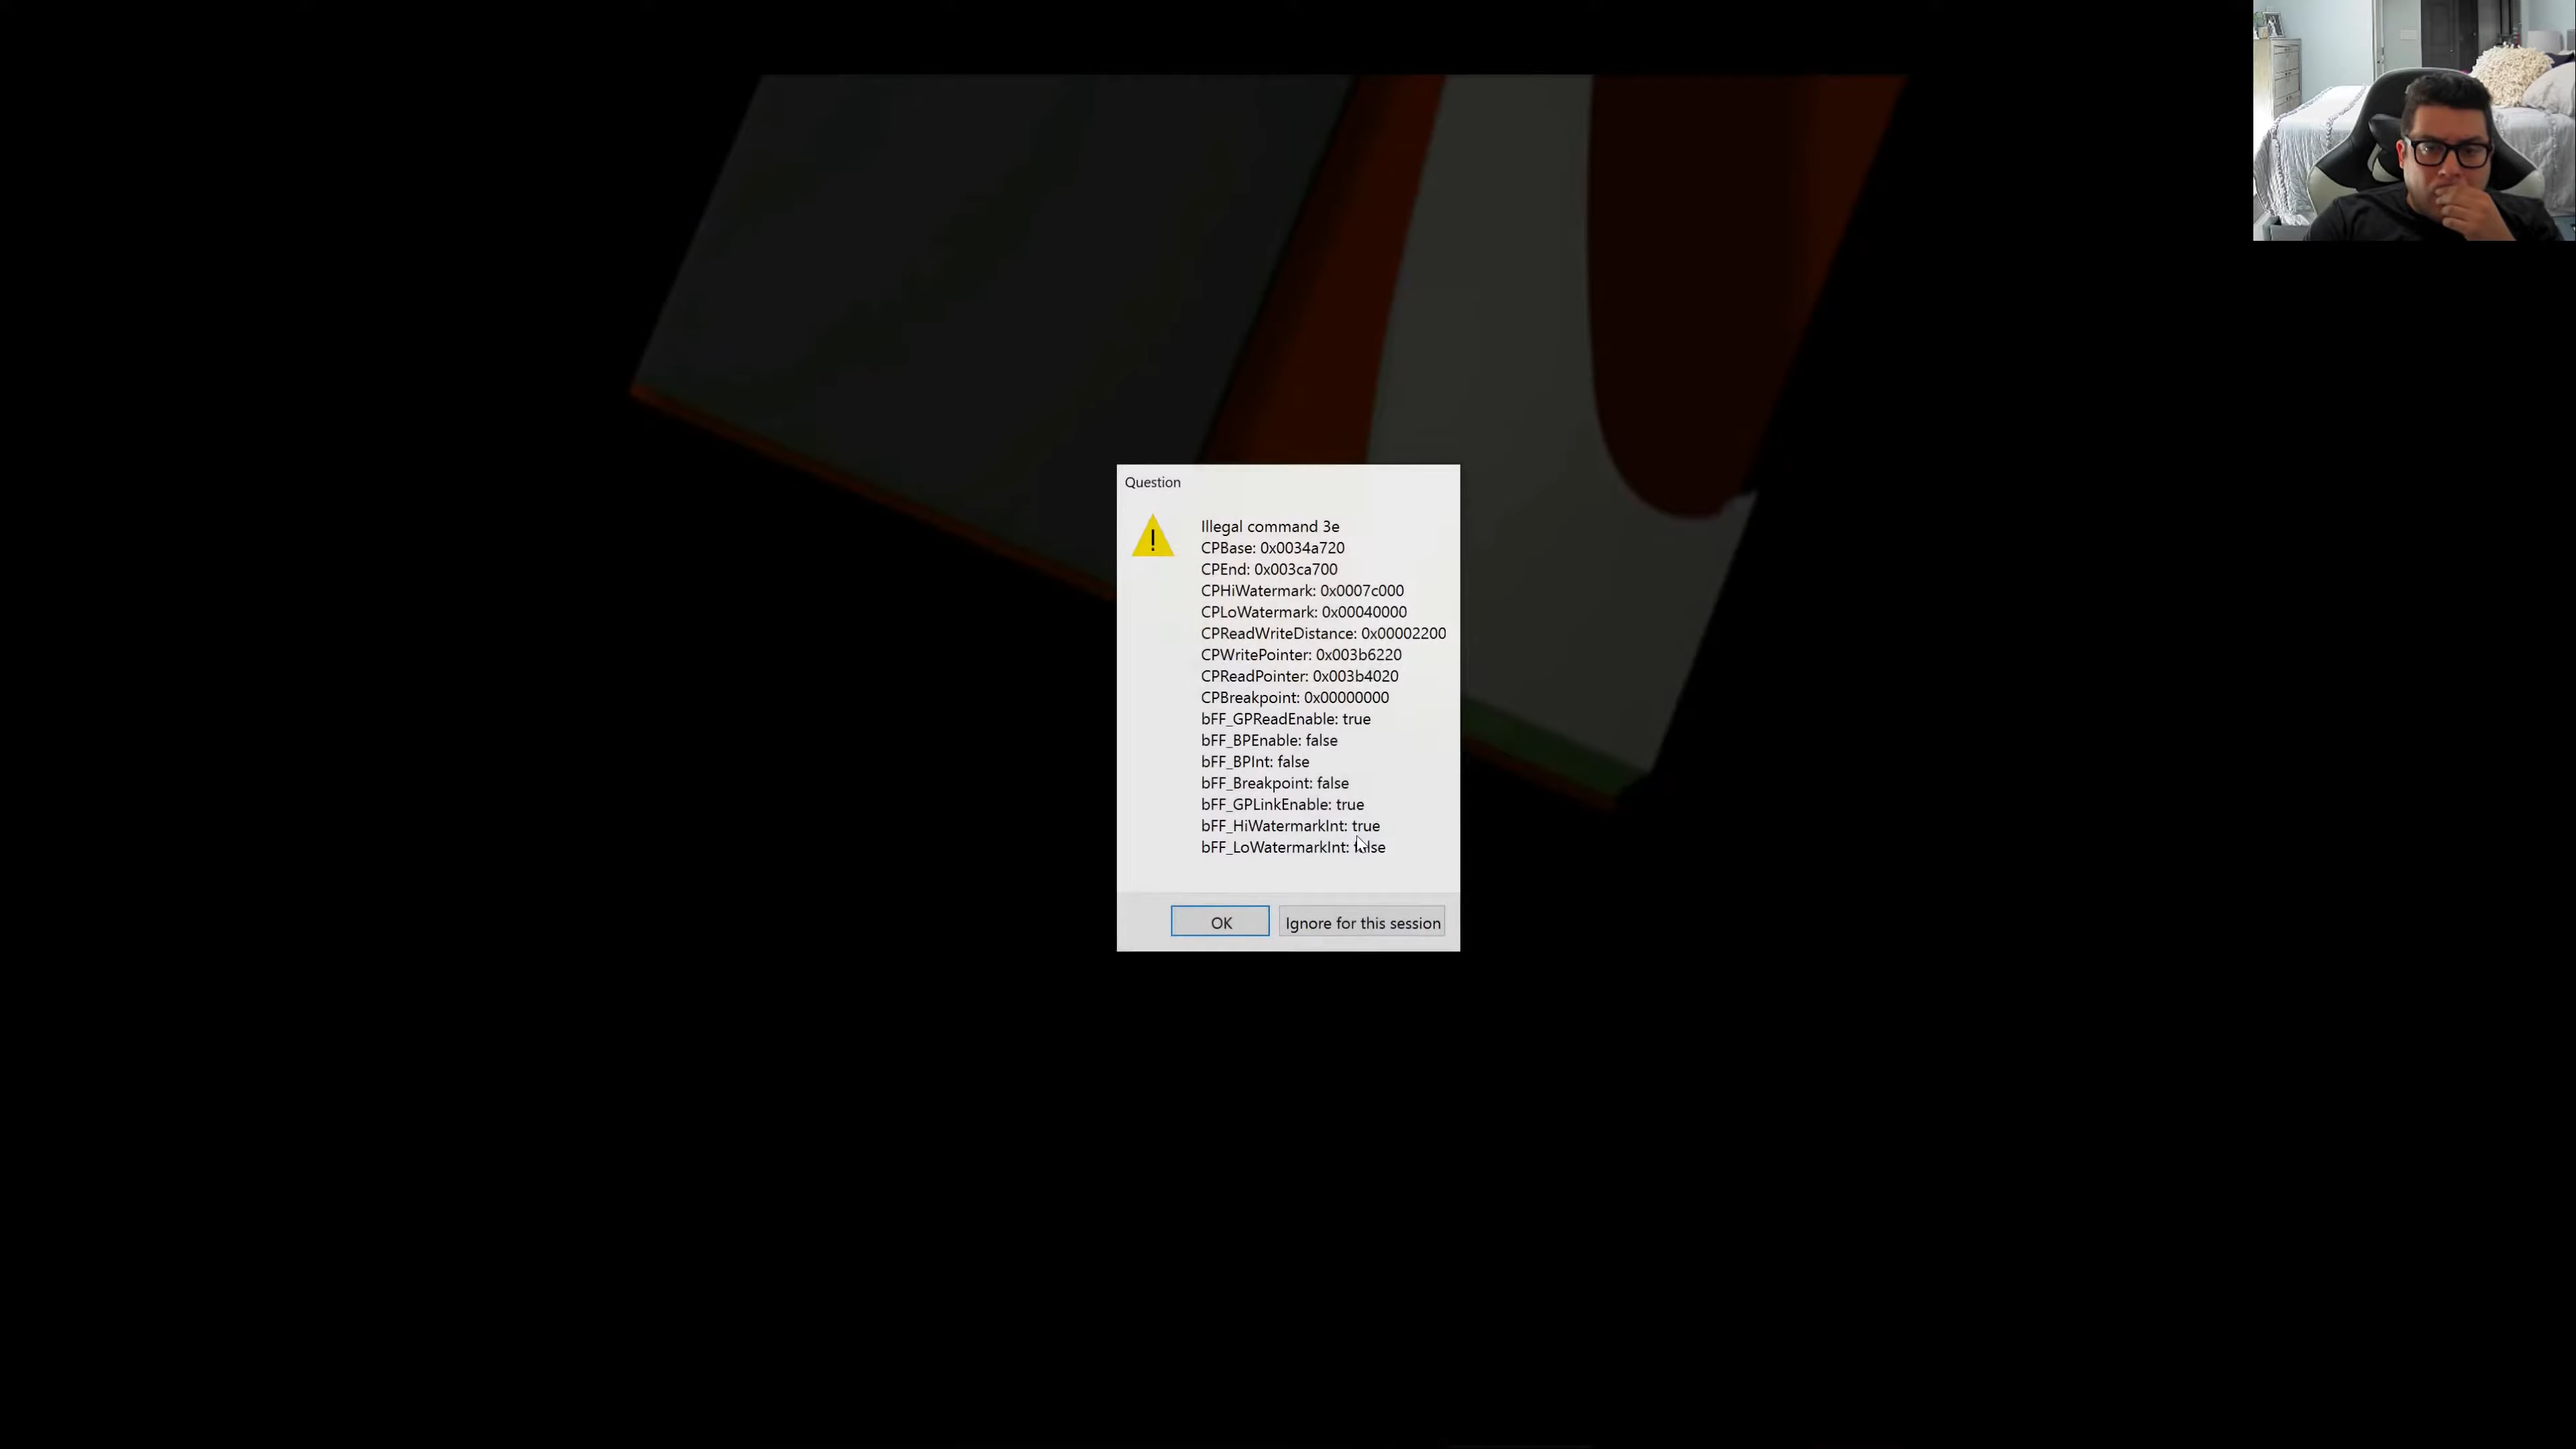 Question
Illegal command 3e
CPBase: 0x0034a720
CPEnd: 0x003ca700
CPHiWatermark: 0x0007c000
CPLoWatermark: 0x00040000
CPReadWriteDistance: 0x00002200
CPWritePointer: 0x003b6220
CPReadPointer: 0x003b4020
CPBreakpoint: 0x00000000
bFF_GPReadEnable: true
bFF_BPEnable: false
bFF_BPInt: false
bFF_Breakpoint: false
bFF_GPLinkEnable: true
bFF_HiWatermarkInt: true
bFF_LoWatermarkInt: false
OK Ignore for this session